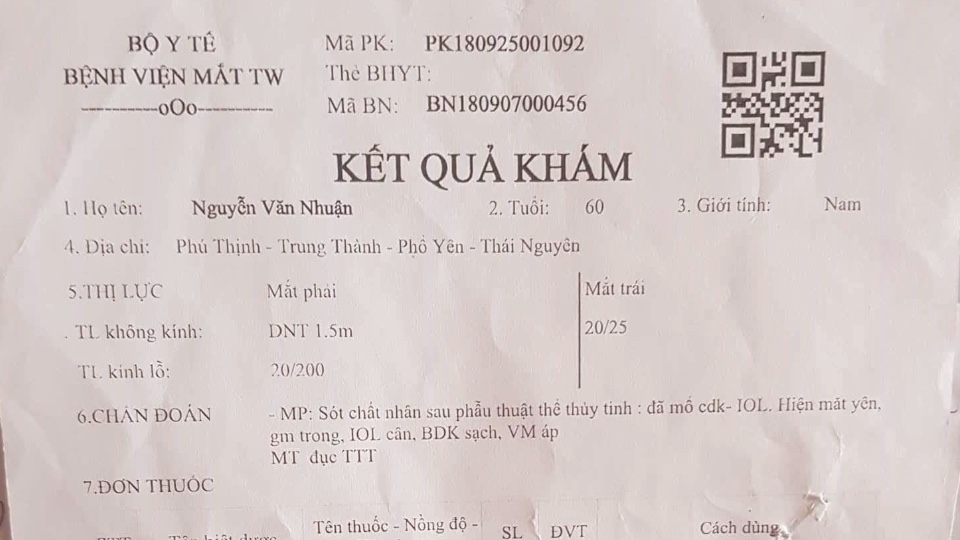 BỘ Y TẾ
BỆNH VIỆN MẮT TW
-----------oOo-----------
Mã PK: PK180925001092
Thẻ BHYT:
Mã BN: BN180907000456
KẾT QUẢ KHÁM
1. Họ tên: Nguyễn Văn Nhuận 2. Tuổi: 60 3. Giới tính: Nam
4. Địa chỉ: Phú Thịnh - Trung Thành - Phổ Yên - Thái Nguyên
5.THỊ LỰC Mắt phải Mắt trái
. TL không kính: DNT 1.5m 20/25
TL kính lỗ: 20/200
6.CHẨN ĐOÁN - MP: Sót chất nhân sau phẫu thuật thể thủy tinh : đã mổ cdk- IOL. Hiện mắt yên,
gm trong, IOL cân, BDK sạch, VM áp
MT đục TTT
7.ĐƠN THUỐC
Tên thuốc - Nồng độ - SL ĐVT Cách dùng